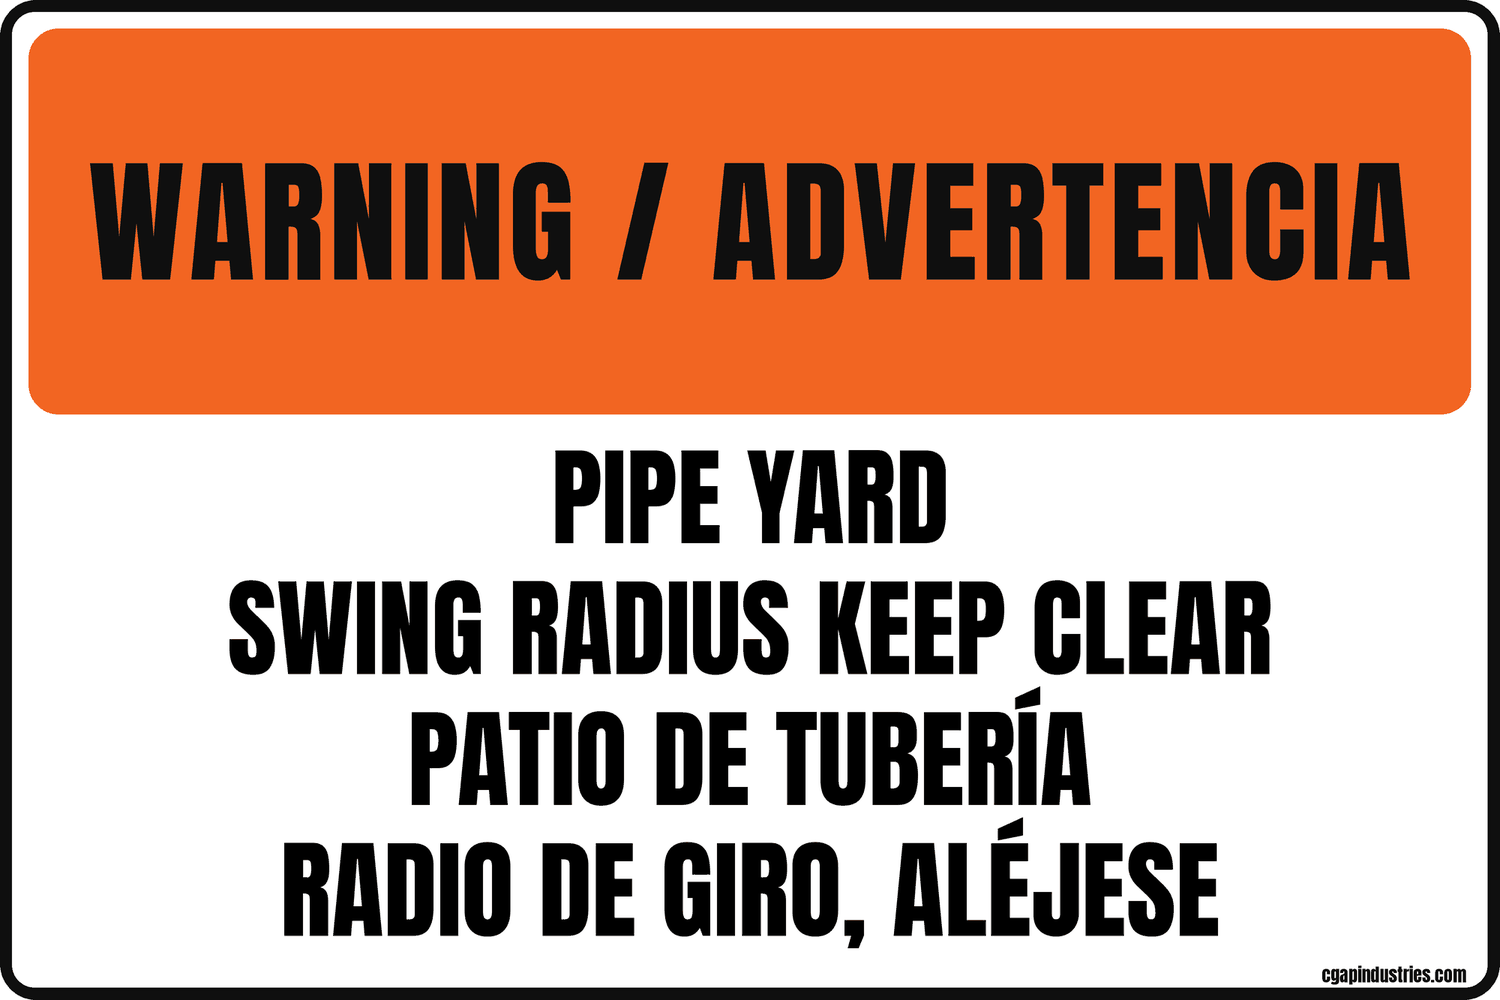 WARNING / ADVERTENCIA
PIPE YARD
SWING RADIUS KEEP CLEAR
PATIO DE TUBERÍA
RADIO DE GIRO, ALÉJESE
cgapindustries.com